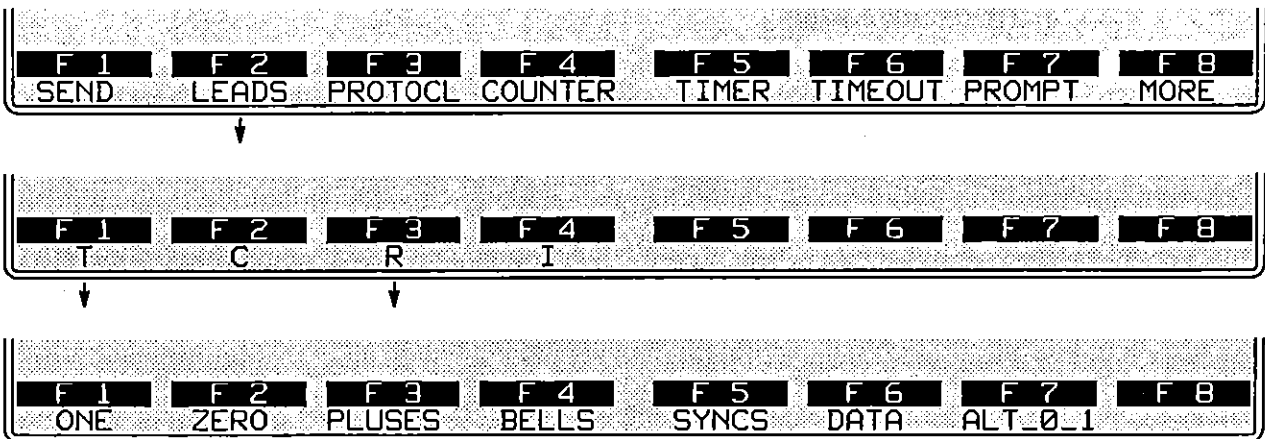 F 1 F 2 F 3 F 4 F 5 F 6 F 7 F 8
SEND LEADS PROTOCL COUNTER TIMER TIMEOUT PROMPT MORE
F 1 F 2 F 3 F 4 F 5 F 6 F 7 F 8
T C R I
F 1 F 2 F 3 F 4 F 5 F 6 F 7 F 8
ONE ZERO PLUSES BELLS SYNCS DATA ALT_0_1